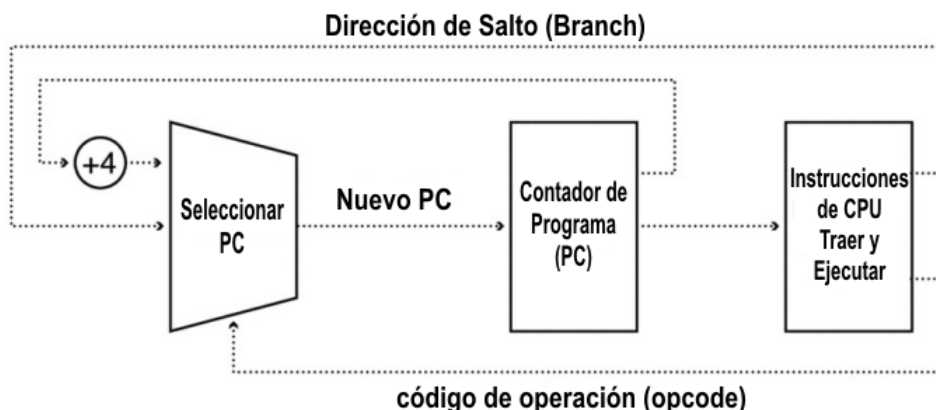 Dirección de Salto (Branch)
+4
Seleccionar
PC
Nuevo PC
Contador de
Programa
(PC)
Instrucciones
de CPU
Traer y
Ejecutar
código de operación (opcode)